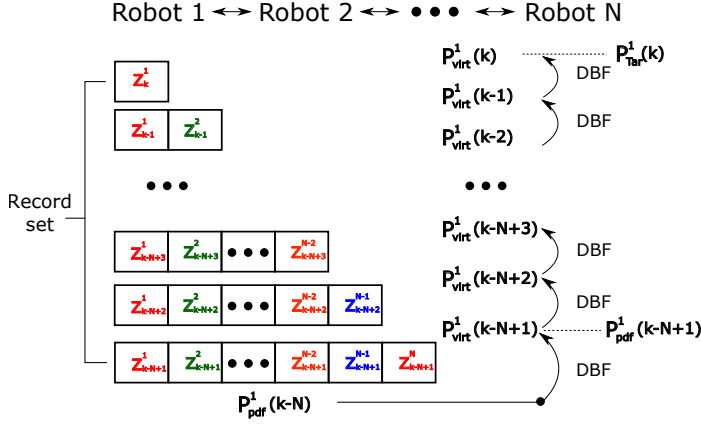 Robot 1 ↔ Robot 2 ↔ ••• ↔ Robot N
P^1_virt(k) P^1_Tar(k)
Z^1_k DBF
P^1_virt(k-1)
Z^1_k-1 Z^2_k-1 DBF
P^1_virt(k-2)
••• •••
Record set
P^1_virt(k-N+3)
Z^1_k-N+3 Z^2_k-N+3 ••• Z^N-2_k-N+3 DBF
P^1_virt(k-N+2)
Z^1_k-N+2 Z^2_k-N+2 ••• Z^N-2_k-N+2 Z^N-1_k-N+2 DBF
P^1_virt(k-N+1) P^1_pdf(k-N+1)
Z^1_k-N+1 Z^2_k-N+1 ••• Z^N-2_k-N+1 Z^N-1_k-N+1 Z^N_k-N+1 DBF
P^1_pdf(k-N)